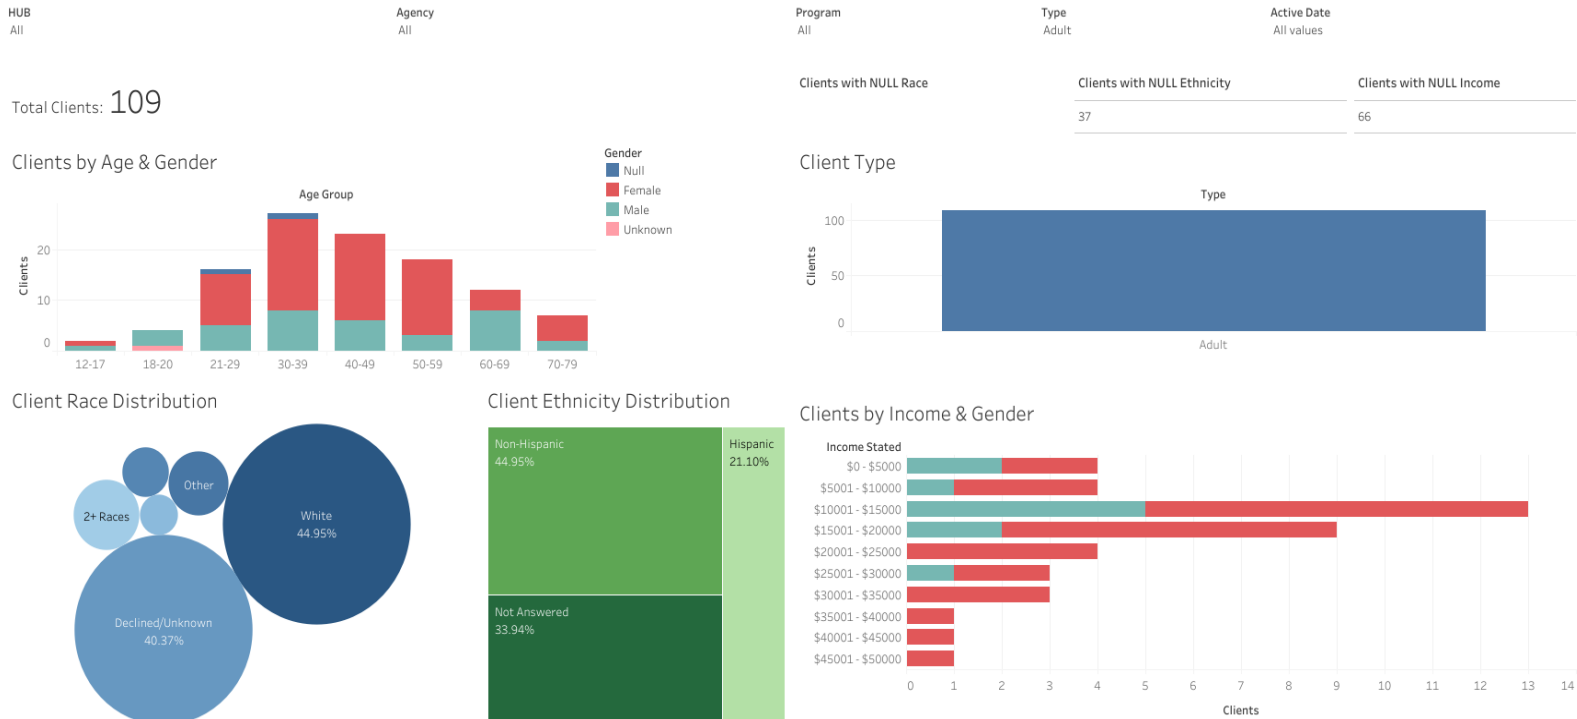 HUB
All
Agency
All
Program
All
Type
Adult
Active Date
All values
Total Clients: 109
Clients with NULL Race
Clients with NULL Ethnicity
37
Clients with NULL Income
66
Clients by Age & Gender
Gender
Null
Female
Male
Unknown
Age Group
Clients
20
10
0
12-17
18-20
21-29
30-39
40-49
50-59
60-69
70-79
Client Type
Type
Clients
100
50
0
Adult
Client Race Distribution
Other
2+ Races
White
44.95%
Declined/Unknown
40.37%
Client Ethnicity Distribution
Non-Hispanic
44.95%
Hispanic
21.10%
Not Answered
33.94%
Clients by Income & Gender
Income Stated
$0 - $5000
$5001 - $10000
$10001 - $15000
$15001 - $20000
$20001 - $25000
$25001 - $30000
$30001 - $35000
$35001 - $40000
$40001 - $45000
$45001 - $50000
0 1 2 3 4 5 6 7 8 9 10 11 12 13 14
Clients